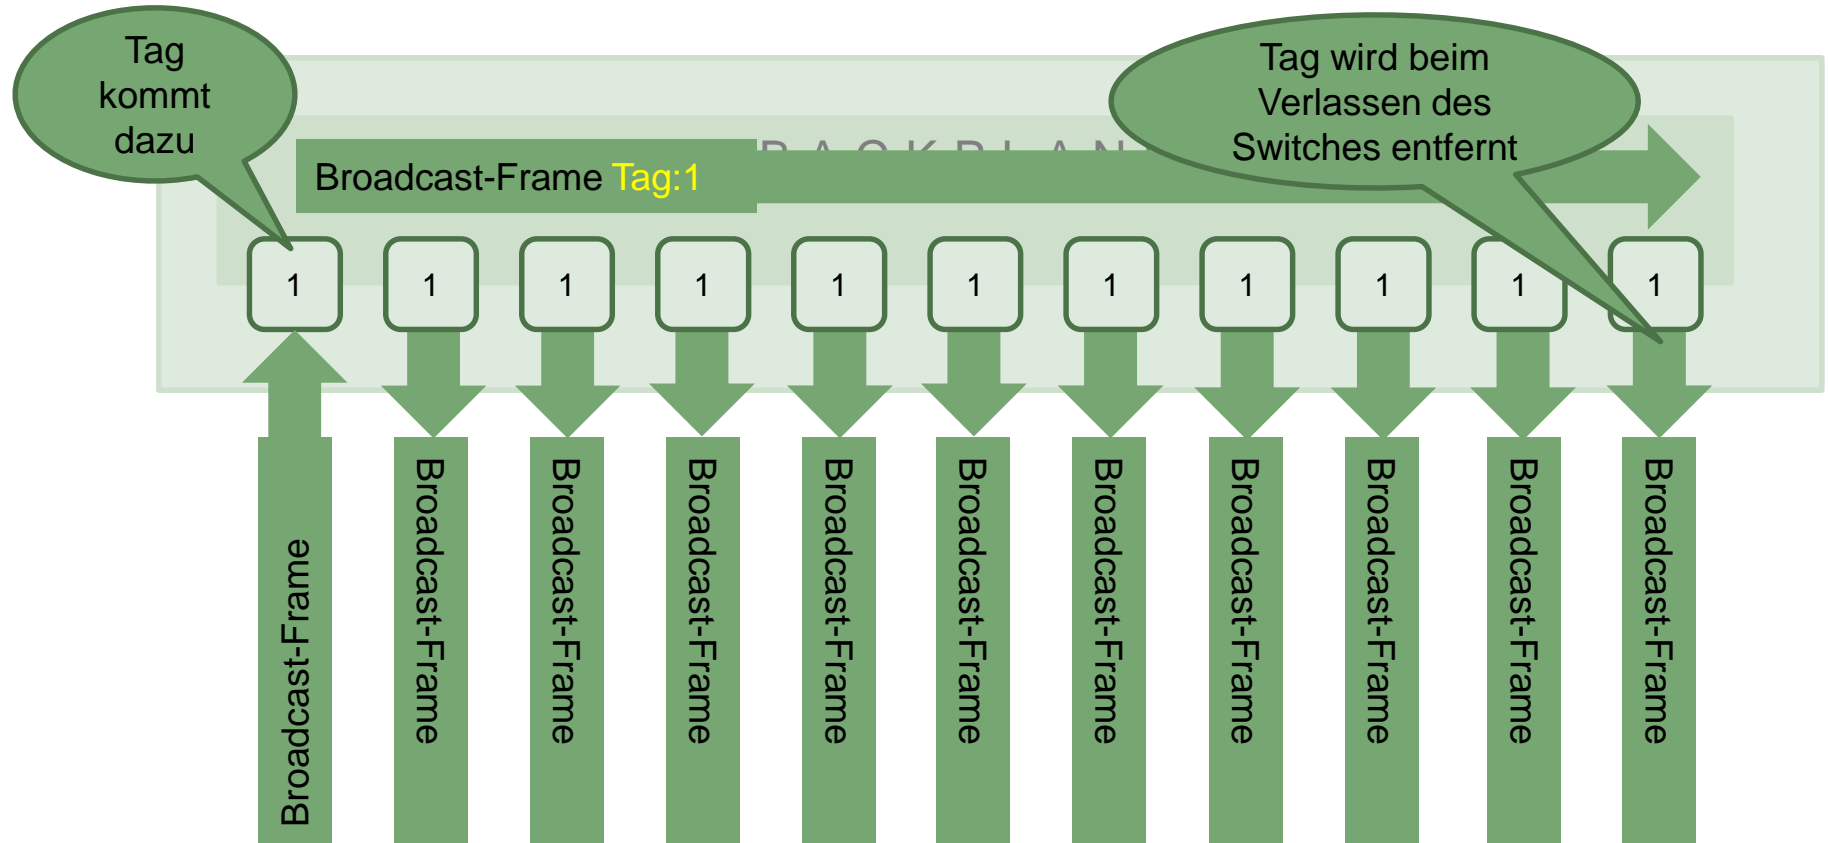 Tag
kommt
dazu
Tag wird beim
Verlassen des
Switches entfernt
Broadcast-Frame Tag:1
1 1 1 1 1 1 1 1 1 1 1
Broadcast-Frame
Broadcast-Frame
Broadcast-Frame
Broadcast-Frame
Broadcast-Frame
Broadcast-Frame
Broadcast-Frame
Broadcast-Frame
Broadcast-Frame
Broadcast-Frame
Broadcast-Frame